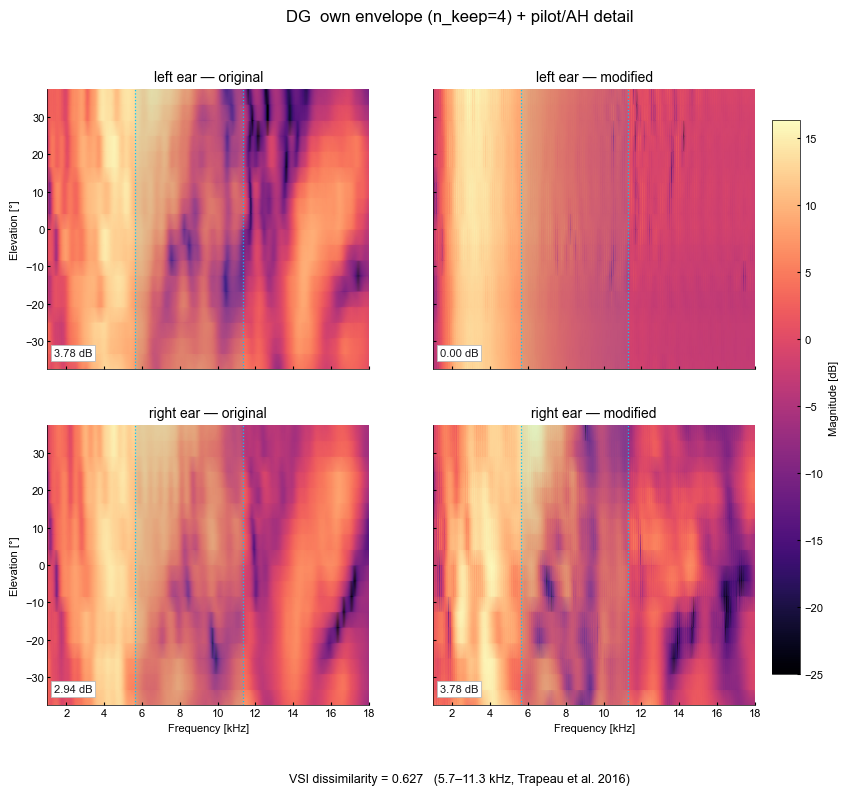 DG  own envelope (n_keep=4) + pilot/AH detail
left ear — original
left ear — modified
30
20
10
0
−10
−20
−30
Elevation [°]
3.78 dB
0.00 dB
15
10
5
0
−5
−10
−15
−20
−25
Magnitude [dB]
right ear — original
right ear — modified
30
20
10
0
−10
−20
−30
Elevation [°]
2.94 dB
3.78 dB
2 4 6 8 10 12 14 16 18
2 4 6 8 10 12 14 16 18
Frequency [kHz]
Frequency [kHz]
VSI dissimilarity = 0.627   (5.7–11.3 kHz, Trapeau et al. 2016)